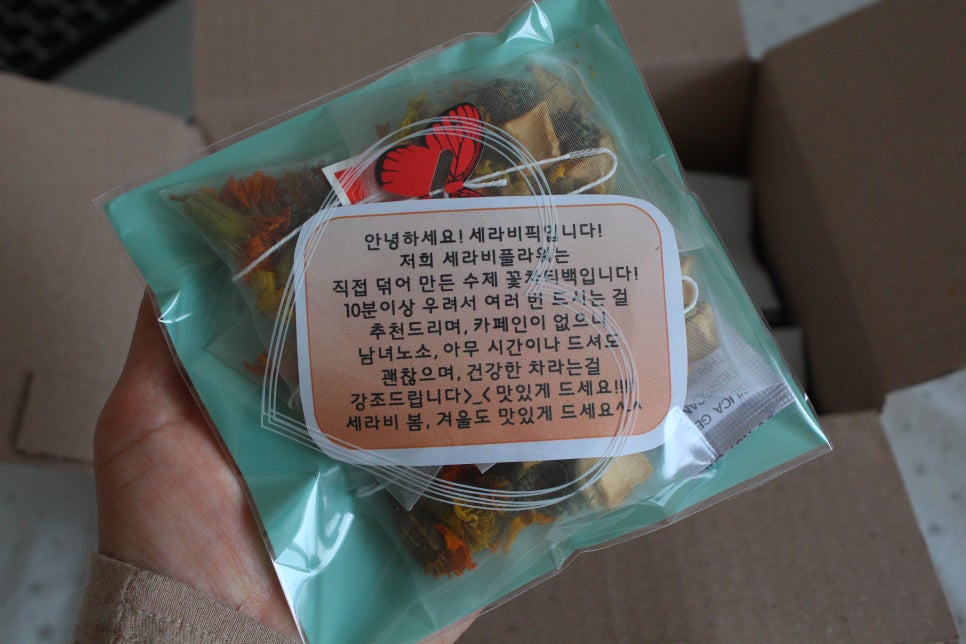 안녕하세요! 세라비픽입니다!
저희 세라비플라워는
직접 덖어 만든 수제 꽃차티백입니다!
10분이상 우려서 여러 번 드시는 걸
추천드리며, 카페인이 없으니
남녀노소, 아무 시간이나 드셔도
괜찮으며, 건강한 차라는걸
강조드립니다>_< 맛있게 드세요!!!
세라비 봄, 겨울도 맛있게 드세요^^
SILICA GE